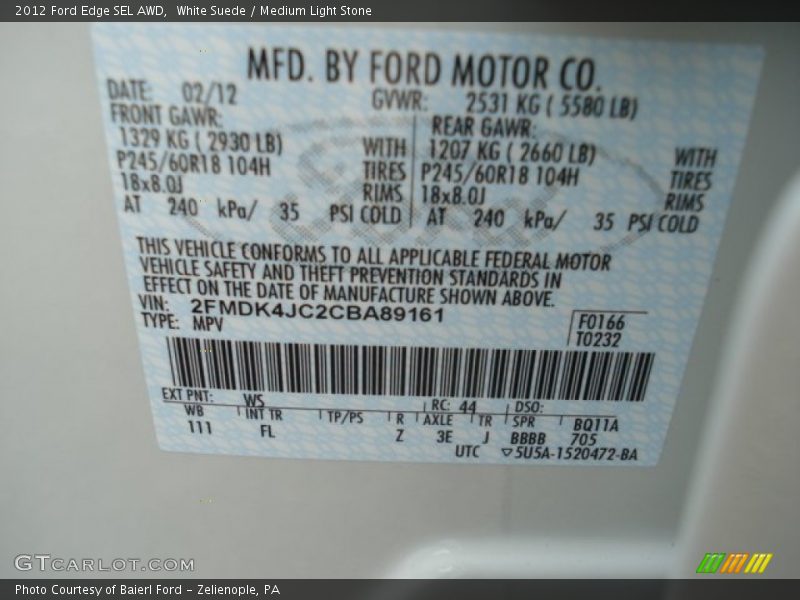 2012 Ford Edge SEL AWD,  White Suede / Medium Light Stone
MFD. BY FORD MOTOR CO.
DATE: 02/12 GVWR: 2531 KG ( 5580 LB)
FRONT GAWR: REAR GAWR:
1329 KG ( 2930 LB) WITH 1207 KG ( 2660 LB) WITH
P245/60R18 104H TIRES P245/60R18 104H TIRES
18x8.0J RIMS 18x8.0J RIMS
AT 240 kPa/ 35 PSI COLD AT 240 kPa/ 35 PSI COLD
THIS VEHICLE CONFORMS TO ALL APPLICABLE FEDERAL MOTOR
VEHICLE SAFETY AND THEFT PREVENTION STANDARDS IN
EFFECT ON THE DATE OF MANUFACTURE SHOWN ABOVE.
VIN: 2FMDK4JC2CBA89161 F0166
TYPE: MPV T0232
EXT PNT: WS RC: 44 DSO:
WB INT TR TP/PS R AXLE TR SPR BQ11A
111 FL Z 3E J BBBB 705
UTC ▽5U5A-1520472-BA
GTCARLOT.COM
Photo Courtesy of Baierl Ford – Zelienople, PA